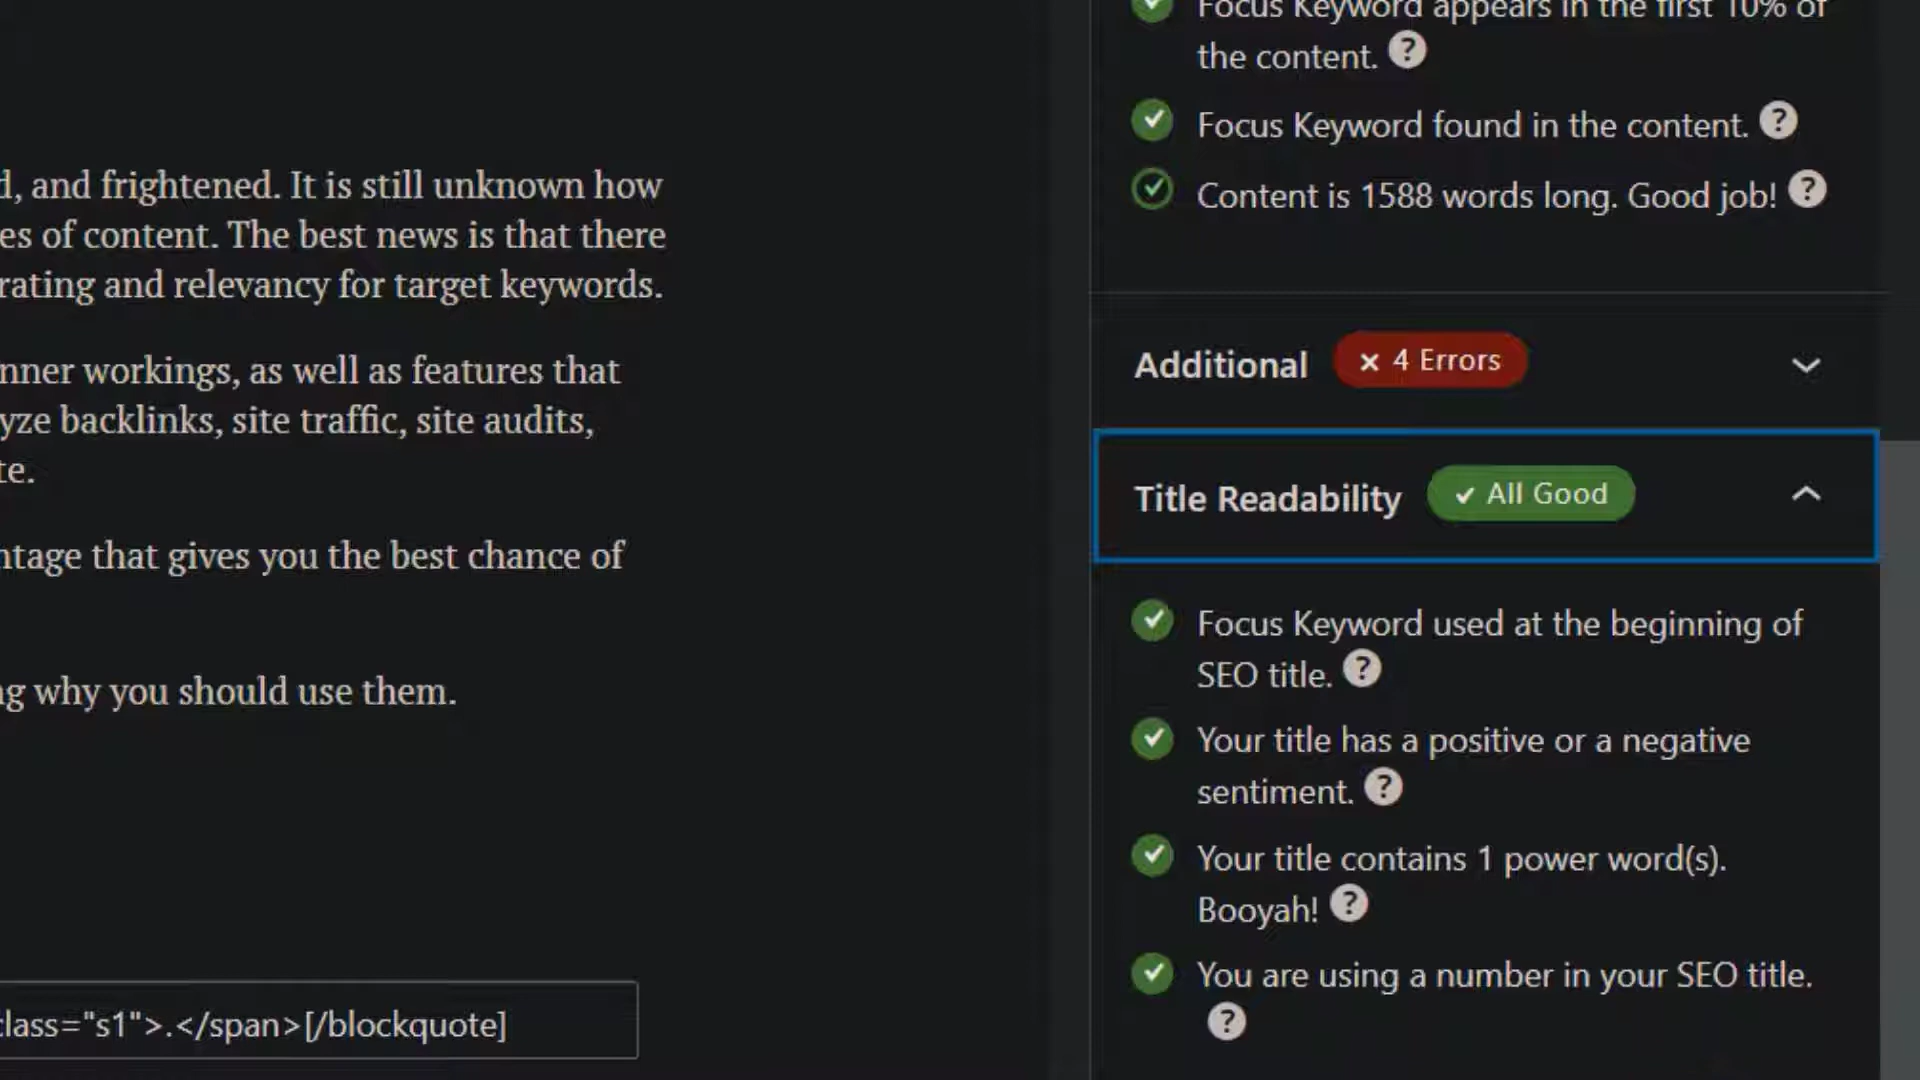 d, and frightened. It is still unknown how
es of content. The best news is that there
rating and relevancy for target keywords.
nner workings, as well as features that
yze backlinks, site traffic, site audits,
te.
ntage that gives you the best chance of
ng why you should use them.
class="s1">.</span>[/blockquote]
Focus Keyword appears in the first 10% of
the content. ?
Focus Keyword found in the content. ?
Content is 1588 words long. Good job! ?
Additional × 4 Errors
Title Readability ✓ All Good
Focus Keyword used at the beginning of
SEO title. ?
Your title has a positive or a negative
sentiment. ?
Your title contains 1 power word(s).
Booyah! ?
You are using a number in your SEO title.
?